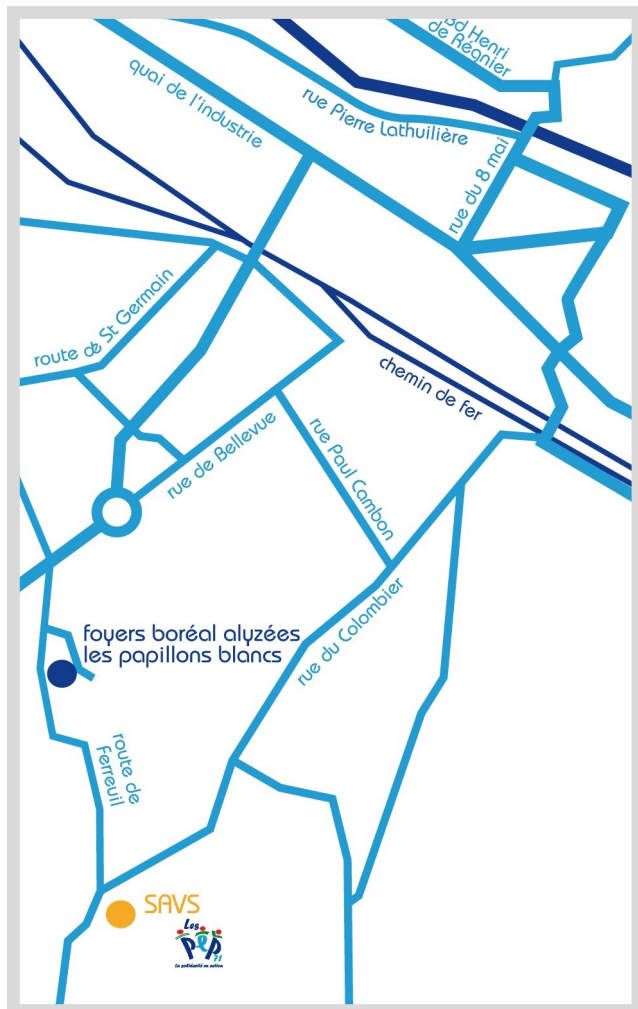 Bd Henri
de Régnier
quai de l'industrie
rue Pierre Lathuilière
rue du 8 mai
route de St Germain
chemin de fer
rue de Bellevue
rue Paul Cambon
rue du Colombier
foyers boréal alyzées
les papillons blancs
route de
Ferreuil
SAVS
Les
PEP
71
La solidarité en action